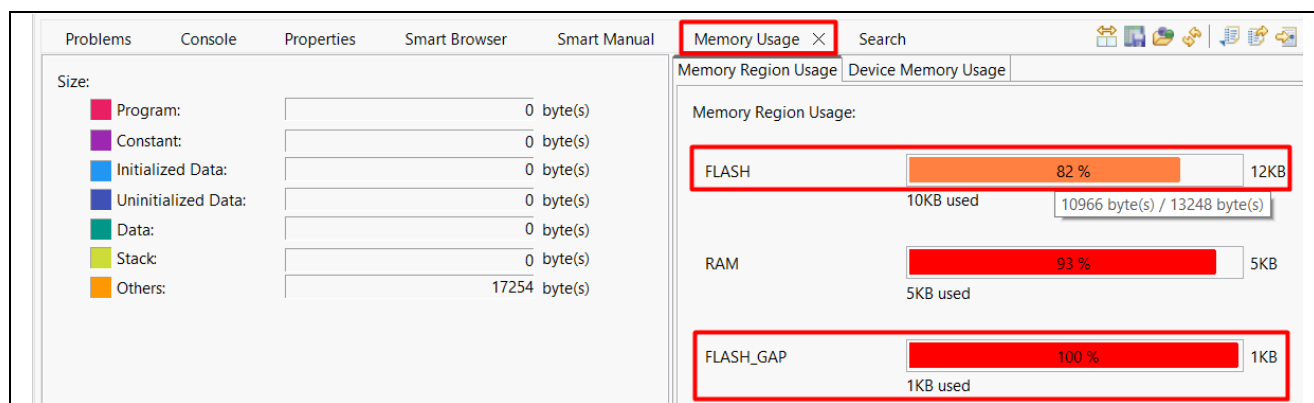 Problems Console Properties Smart Browser Smart Manual Memory Usage Search
Size:
Program: 0 byte(s)
Constant: 0 byte(s)
Initialized Data: 0 byte(s)
Uninitialized Data: 0 byte(s)
Data: 0 byte(s)
Stack: 0 byte(s)
Others: 17254 byte(s)
Memory Region Usage Device Memory Usage
Memory Region Usage:
FLASH 82 % 12KB
10KB used
10966 byte(s) / 13248 byte(s)
RAM 93 % 5KB
5KB used
FLASH_GAP 100 % 1KB
1KB used